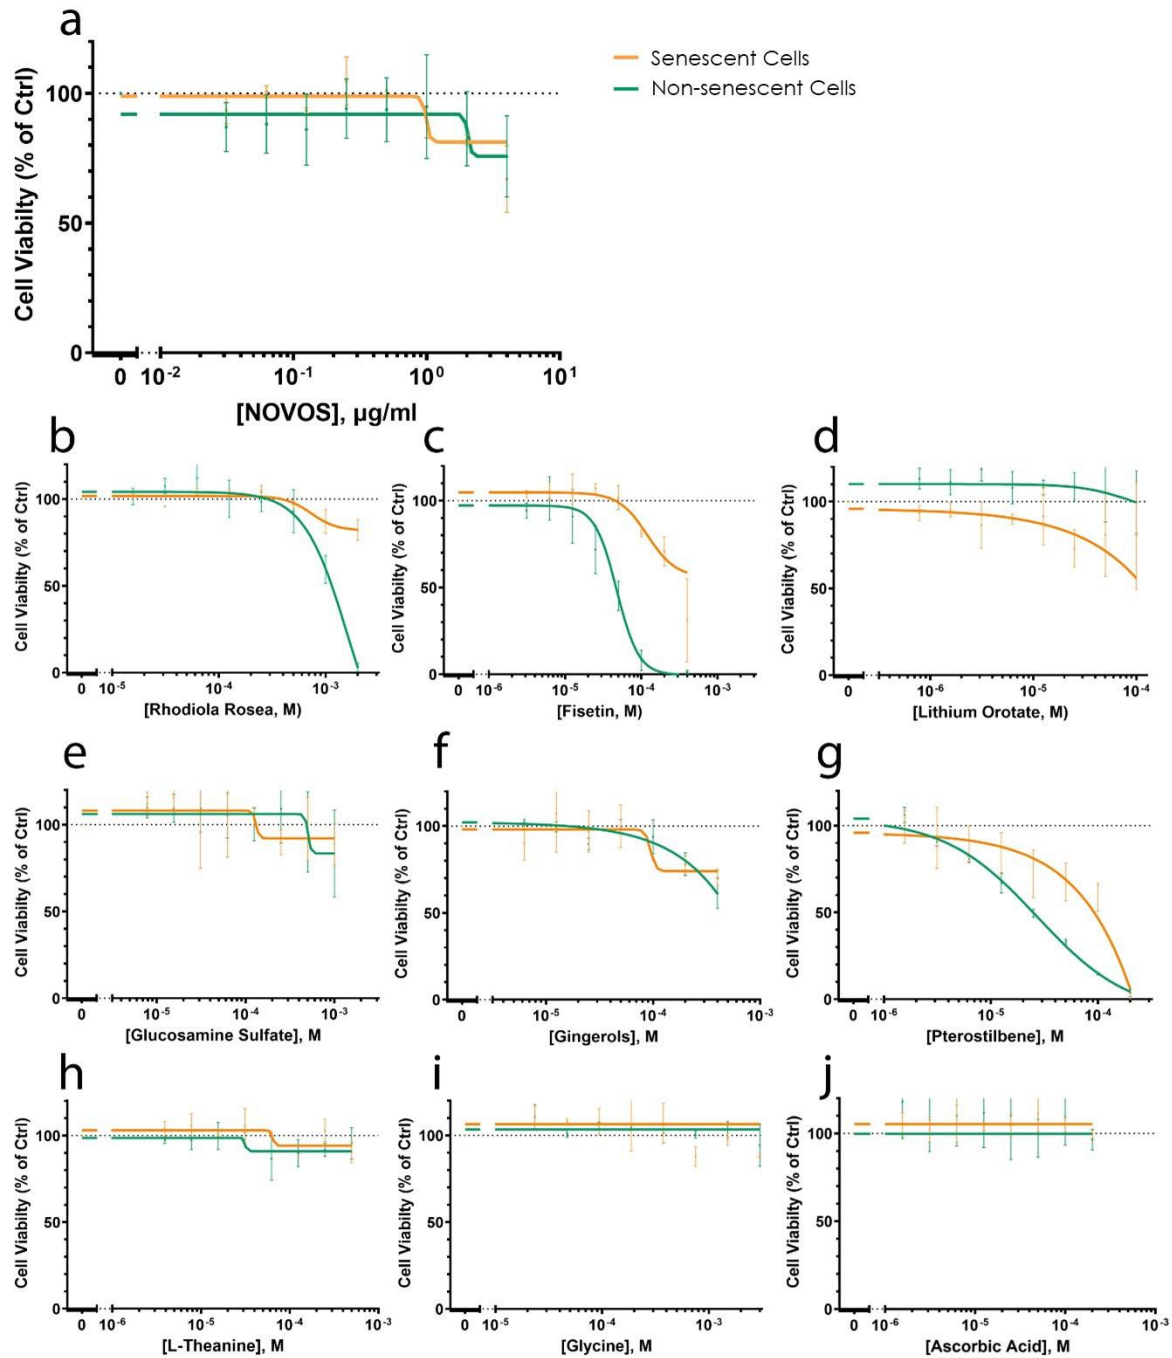 a
Cell Viabilty (% of Ctrl)
100
50
0
0 10-2 10-1 100 101
[NOVOS], µg/ml
Senescent Cells
Non-senescent Cells
b
Cell Viabilty (% of Ctrl)
100
50
0
0 10-5 10-4 10-3
[Rhodiola Rosea, M)
c
Cell Viabilty (% of Ctrl)
100
50
0
0 10-6 10-5 10-4 10-3
[Fisetin, M)
d
Cell Viabilty (% of Ctrl)
100
50
0
0 10-6 10-5 10-4
[Lithium Orotate, M)
e
Cell Viabilty (% of Ctrl)
100
50
0
0 10-5 10-4 10-3
[Glucosamine Sulfate], M
f
Cell Viabilty (% of Ctrl)
100
50
0
0 10-5 10-4 10-3
[Gingerols], M
g
Cell Viabilty (% of Ctrl)
100
50
0
0 10-6 10-5 10-4
[Pterostilbene], M
h
Cell Viabilty (% of Ctrl)
100
50
0
0 10-6 10-5 10-4 10-3
[L-Theanine], M
i
Cell Viabilty (% of Ctrl)
100
50
0
0 10-5 10-4 10-3
[Glycine], M
j
Cell Viabilty (% of Ctrl)
100
50
0
0 10-6 10-5 10-4 10-3
[Ascorbic Acid], M